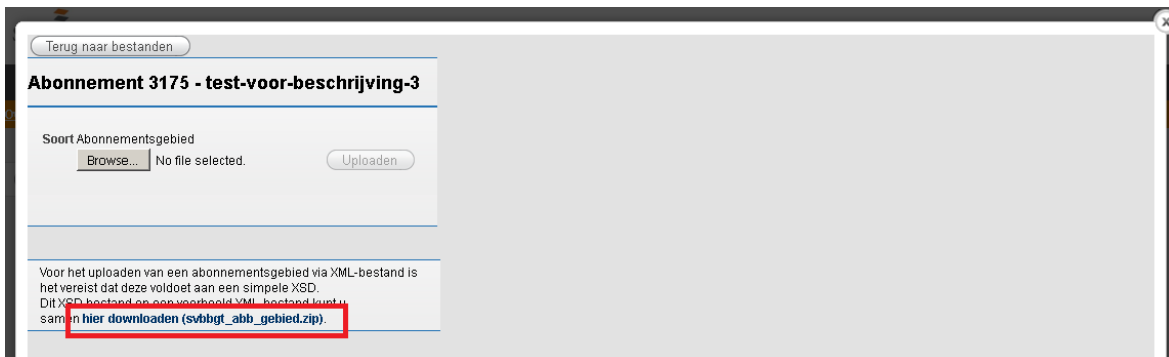 Terug naar bestanden
Abonnement 3175 - test-voor-beschrijving-3
Soort Abonnementsgebied
Browse... No file selected. Uploaden
Voor het uploaden van een abonnementsgebied via XML-bestand is
het vereist dat deze voldoet aan een simpele XSD.
Dit XSD bestand en een voorbeeld XML-bestand kunt u
samen hier downloaden (svbbgt_abb_gebied.zip).